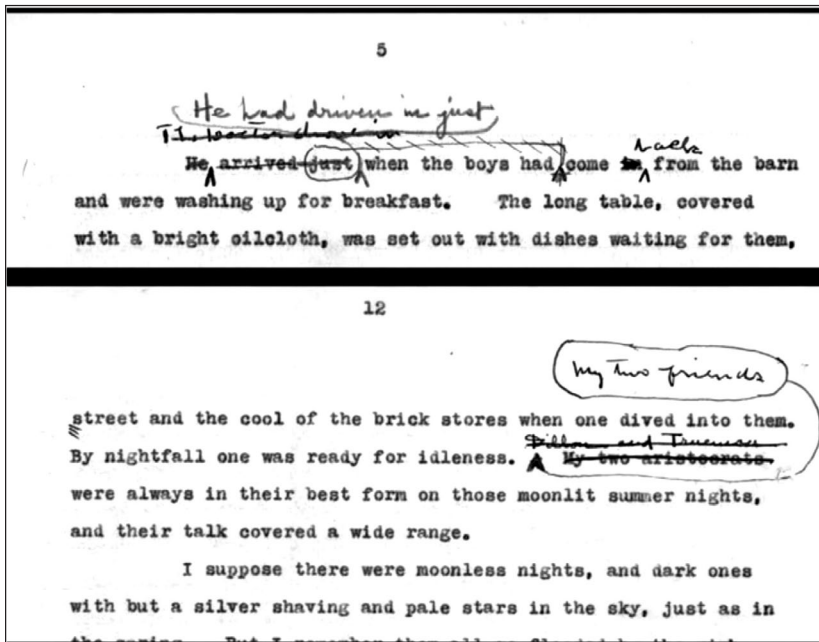 5
He had driven in just
The doctor drove in
back
He arrived just when the boys had come in from the barn
and were washing up for breakfast. The long table, covered
with a bright oilcloth, was set out with dishes waiting for them,
12
My two friends
street and the cool of the brick stores when one dived into them.
Dillon and Trueman
By nightfall one was ready for idleness. My two aristocrats
were always in their best form on those moonlit summer nights,
and their talk covered a wide range.
I suppose there were moonless nights, and dark ones
with but a silver shaving and pale stars in the sky, just as in